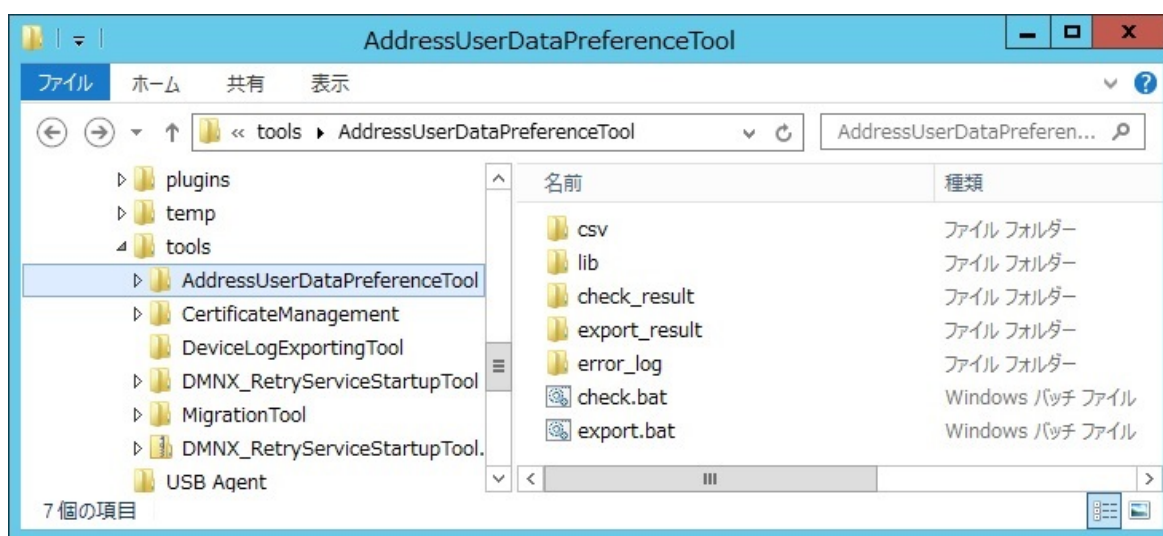 AddressUserDataPreferenceTool
ファイル ホーム 共有 表示
« tools AddressUserDataPreferenceTool AddressUserDataPreferen...
plugins
temp
tools
AddressUserDataPreferenceTool
CertificateManagement
DeviceLogExportingTool
DMNX_RetryServiceStartupTool
MigrationTool
DMNX_RetryServiceStartupTool.
USB Agent
名前 種類
csv ファイル フォルダー
lib ファイル フォルダー
check_result ファイル フォルダー
export_result ファイル フォルダー
error_log ファイル フォルダー
check.bat Windows バッチ ファイル
export.bat Windows バッチ ファイル
7 個の項目